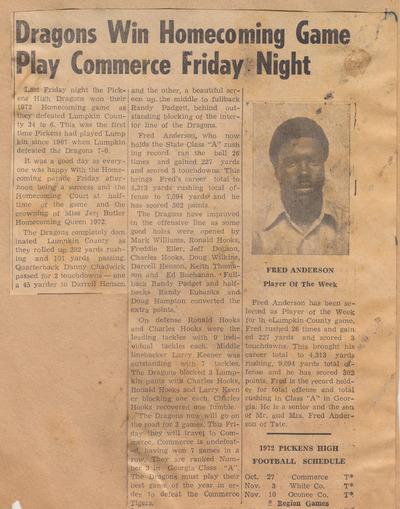 Dragons Win Homecoming Game
Play Commerce Friday Night
Last Friday night the Pick-
ens High Dragons won their
1972 Homecoming game as
they defeated Lumpkin Coun-
ty 34 to 6. This was the first
time Pickens had played Lump
kin since 1967 when Lumpkin
defeated the Dragons 7-0.
It was a good day as every-
one was happy with the Home-
coming parade Friday after-
noon being a success and the
Homecoming Court at half-
time of the game and the
crowning of Miss Jerj Butler
Homecoming Queen 1972.
The Dragons completely dom
inated Lumpkin County as
they rolled up 282 yards rush-
ing and 101 yards passing.
Quarterback Danny Chadwick
passed for 2 touchdowns — one
a 45 yarder to Darrell Henson
and the other, a beautiful scr-
een up the middle to fullback
Randy Padgett, behind out-
standing blocking of the inter-
ior line of the Dragons.
Fred Anderson, who now
holds the State Class "A" rush
ing record ran the ball 26
times and gained 227 yards
and scored 3 touchdowns. This
brings Fred's career total to
4,313 yards rushing total of-
fense to 9,094 yards and he
has scored 302 points.
The Dragons have improved
in the offensive line as some
good holes were opened by
Mark Williams, Ronald Hooks,
Freddie Eller, Jeff Dobson,
Charles Hooks, Doug Wilkins,
Darrell Henson, Keith Thomas-
son and Ed Buchanan. Full-
back Randy Padget and half-
backs Randy Eubanks and
Doug Hampton converted the
extra points.
On defense Ronald Hooks
and Charles Hooks were the
leading tackles with 9 indi-
vidual tackles each. Middle
linebacker Larry Keener was
outstanding with 7 tackles.
The Dragons blocked 3 Lump-
kin pants with Charles Hooks,
Ronald Hooks and Larry Keen
er blocking one each. Charles
Hooks recovered one fumble.
The Dragons now will go on
the road for 3 games. This Fri-
day they will travel to Com-
merce. Commerce is undefeat-
ed, having won 7 games in a
row. They are ranked Num-
ber 3 in Georgia Class "A".
The Dragons must play their
best game of the year in or-
der to defeat the Commerce
Tigers.
FRED ANDERSON
Player Of The Week
Fred Anderson has been se-
lected as Player of the Week
for the Lumpkin County game.
Fred rushed 26 times and gain
ed 227 yards and scored 3
touchdowns. This brought his
career total to 4,313 yards
rushing, 9,094 yards total of-
fense and he has scored 302
points. Fred is the record hold-
er for total offense and total
rushing in Class "A" in Geor-
gia. He is a senior and the son
of Mr. and Mrs. Fred Ander-
son of Tate.
1972 PICKENS HIGH
FOOTBALL SCHEDULE
Oct. 27 Commerce T*
Nov. 3 White Co. T*
Nov. 10 Oconee Co. T*
* Region Games